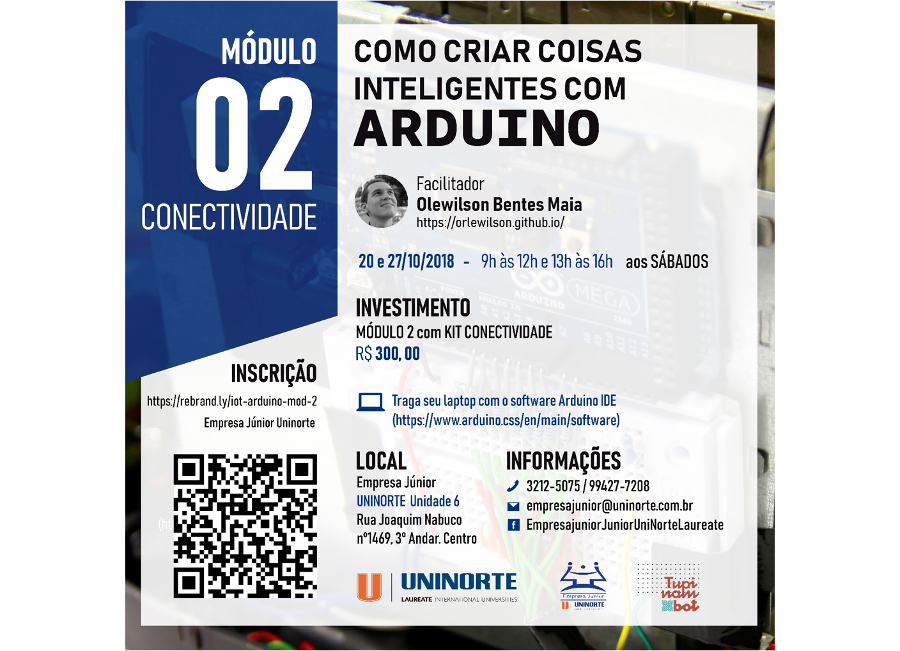 MÓDULO
02
CONECTIVIDADE
COMO CRIAR COISAS
INTELIGENTES COM
ARDUINO
Facilitador
Olewilson Bentes Maia
https://orlewilson.github.io/
20 e 27/10/2018 - 9h às 12h e 13h às 16h aos SÁBADOS
INVESTIMENTO
MÓDULO 2 com KIT CONECTIVIDADE
R$ 300, 00
Traga seu laptop com o software Arduino IDE
(https://www.arduino.css/en/main/software)
INSCRIÇÃO
https://rebrand.ly/iot-arduino-mod-2
Empresa Júnior Uninorte
LOCAL
Empresa Júnior
UNINORTE Unidade 6
Rua Joaquim Nabuco
nº1469, 3º Andar. Centro
INFORMAÇÕES
3212-5075 / 99427-7208
empresajunior@uninorte.com.br
EmpresajuniorJuniorUniNorteLaureate
UNINORTE
LAUREATE INTERNATIONAL UNIVERSITIES
Empresa Júnior
UNINORTE
Tupi
nam
bot
ARDUINO
MEGA